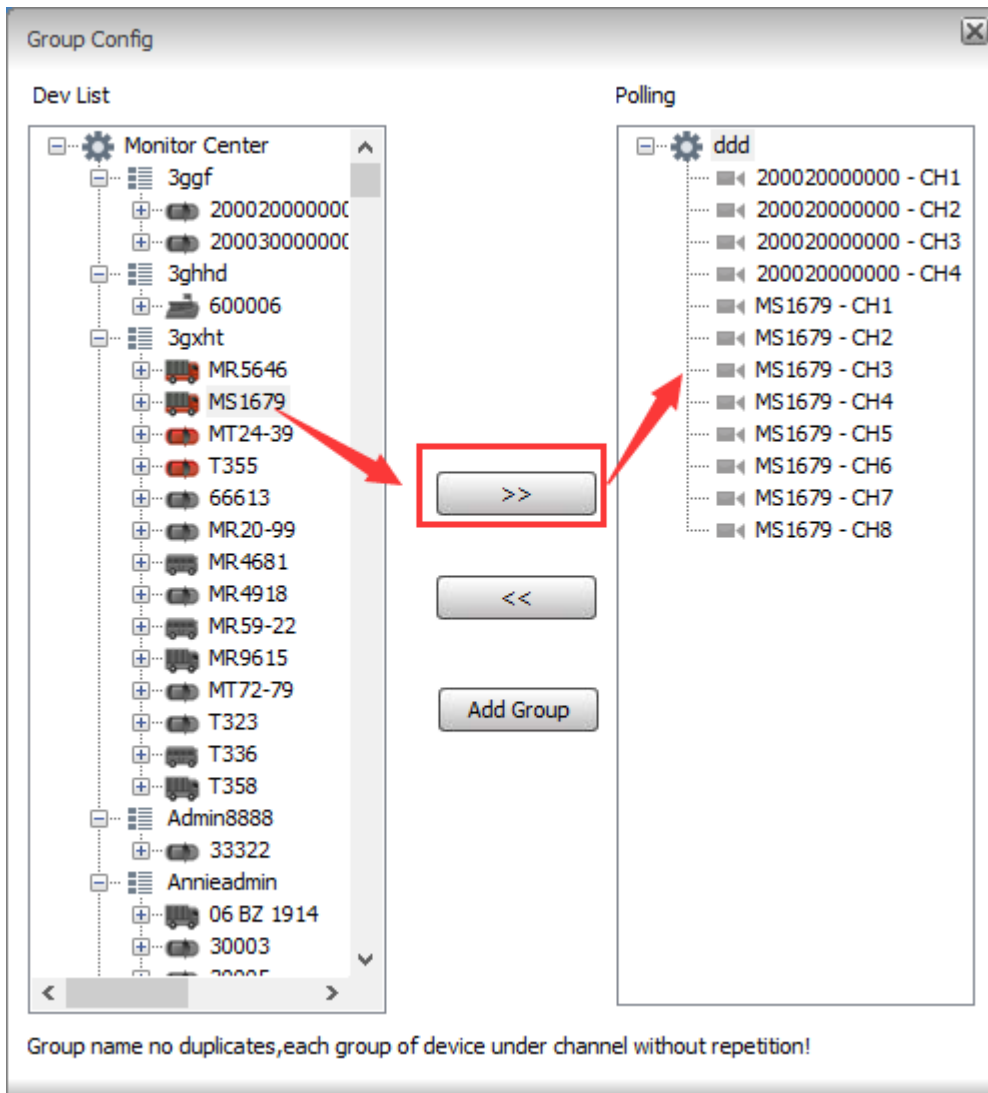 Group Config
Dev List
Monitor Center
3ggf
200020000000
200030000000
3ghhd
600006
3gxht
MR5646
MS1679
MT24-39
T355
66613
MR20-99
MR4681
MR4918
MR59-22
MR9615
MT72-79
T323
T336
T358
Admin8888
33322
Annieadmin
06 BZ 1914
30003
>>
<<
Add Group
Polling
ddd
200020000000 - CH1
200020000000 - CH2
200020000000 - CH3
200020000000 - CH4
MS1679 - CH1
MS1679 - CH2
MS1679 - CH3
MS1679 - CH4
MS1679 - CH5
MS1679 - CH6
MS1679 - CH7
MS1679 - CH8
Group name no duplicates,each group of device under channel without repetition!